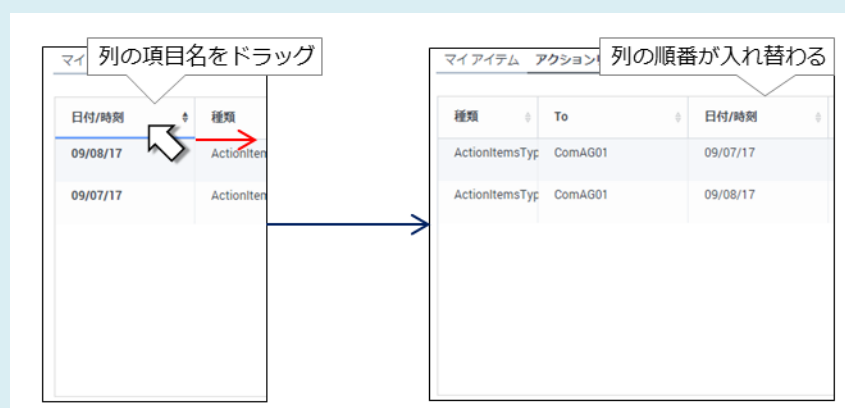 マイ
列の項目名をドラッグ
日付/時刻 種類
09/08/17 ActionItem
09/07/17 ActionItem
マイ アイテム アクション
列の順番が入れ替わる
種類 To 日付/時刻
ActionItemsTyp ComAG01 09/07/17
ActionItemsTyp ComAG01 09/08/17